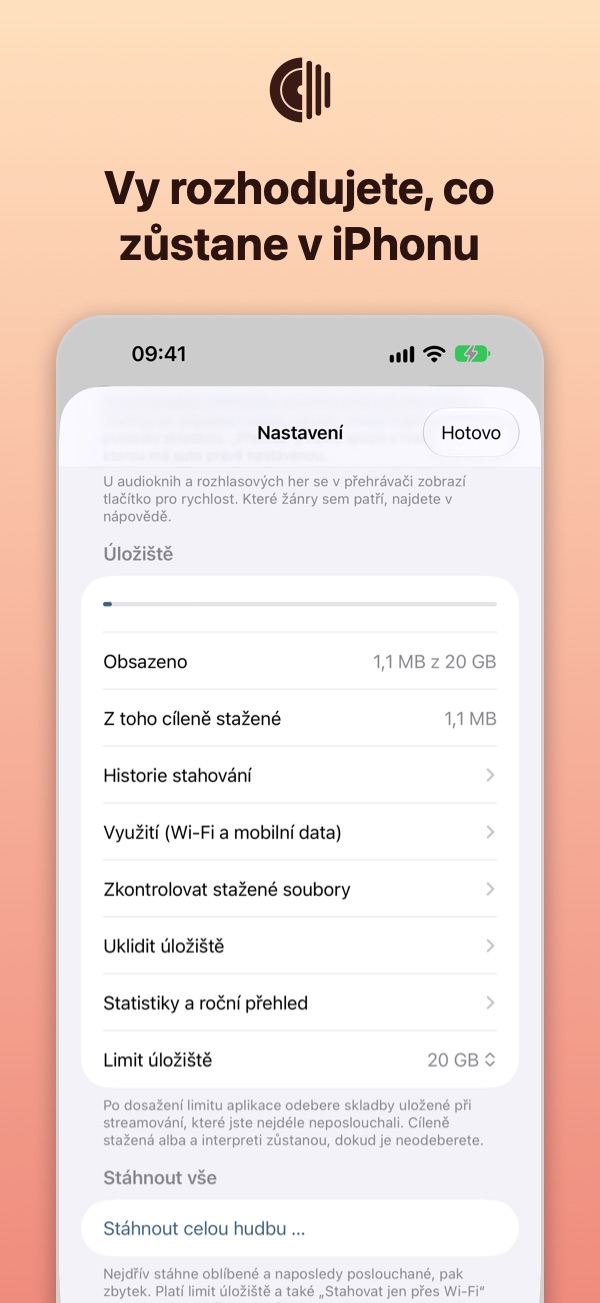 Vy rozhodujete, co
zůstane v iPhonu
09:41
Nastavení
Hotovo
U audioknih a rozhlasových her se v přehrávači zobrazí
tlačítko pro rychlost. Které žánry sem patří, najdete v
nápovědě.
Úložiště
Obsazeno
1,1 MB z 20 GB
Z toho cíleně stažené
1,1 MB
Historie stahování
Využití (Wi-Fi a mobilní data)
Zkontrolovat stažené soubory
Uklidit úložiště
Statistiky a roční přehled
Limit úložiště
20 GB
Po dosažení limitu aplikace odebere skladby uložené při
streamování, které jste nejdéle neposlouchali. Cíleně
stažená alba a interpreti zůstanou, dokud je neodeberete.
Stáhnout vše
Stáhnout celou hudbu ...
Nejdřív stáhne oblíbené a naposledy poslouchané, pak
zbytek. Platí limit úložiště a také „Stahovat jen přes Wi-Fi“